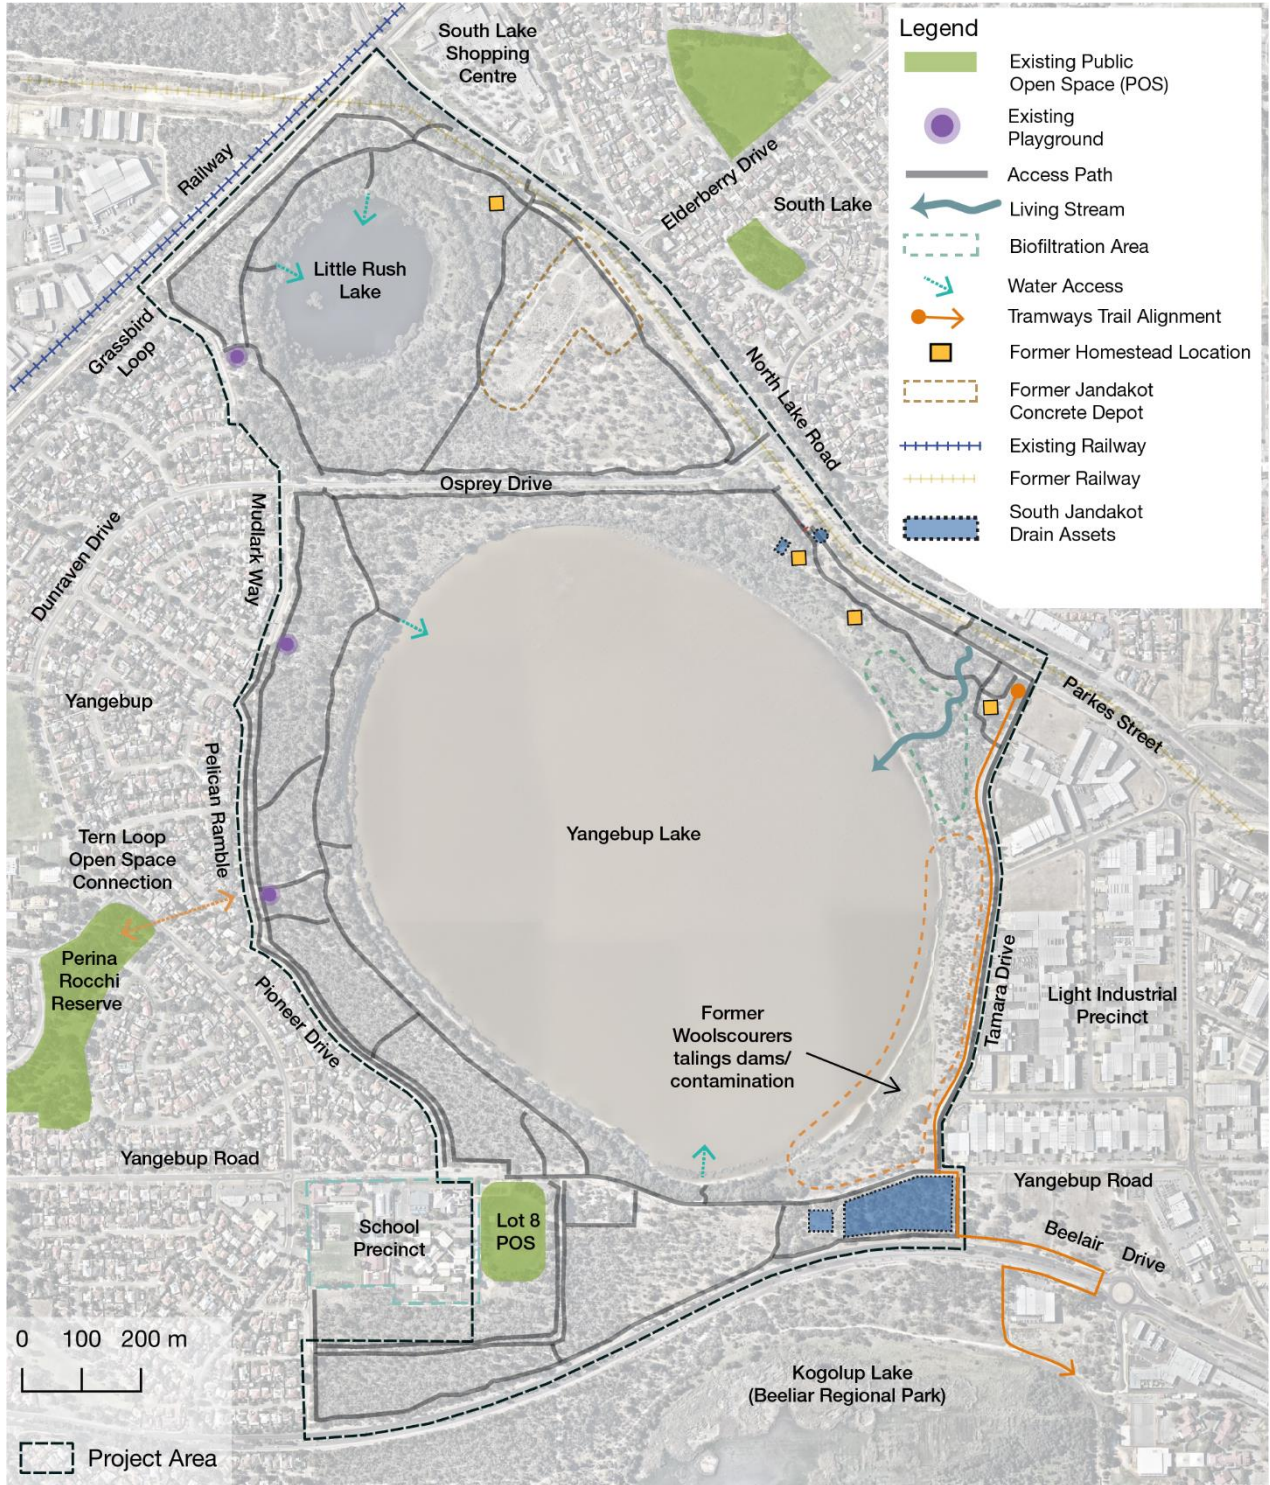 South Lake
Shopping
Centre
Railway
Elderberry Drive
South Lake
Little Rush
Lake
Grassbird
Loop
North Lake Road
Osprey Drive
Mudlark Way
Dunraven Drive
Yangebup
Parkes Street
Pelican Ramble
Tern Loop
Open Space
Connection
Yangebup Lake
Perina
Rocchi
Reserve
Pioneer Drive
Tamara Drive
Light Industrial
Precinct
Former
Woolscourers
talings dams/
contamination
Yangebup Road
Yangebup Road
School
Precinct
Lot 8
POS
Beelair Drive
Kogolup Lake
(Beeliar Regional Park)
0 100 200 m
Project Area
Legend
Existing Public
Open Space (POS)
Existing
Playground
Access Path
Living Stream
Biofiltration Area
Water Access
Tramways Trail Alignment
Former Homestead Location
Former Jandakot
Concrete Depot
Existing Railway
Former Railway
South Jandakot
Drain Assets